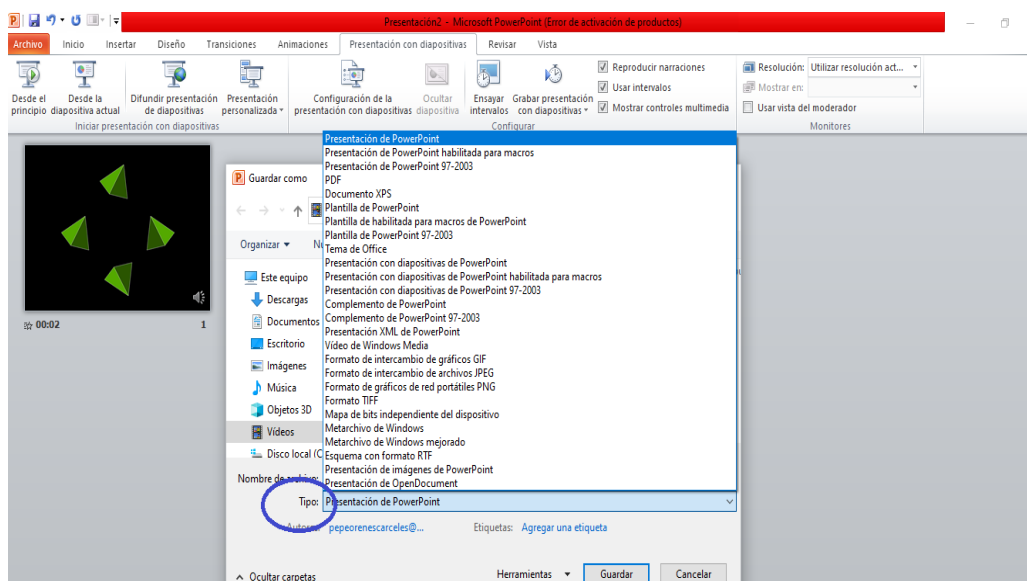 Presentación2 - Microsoft PowerPoint (Error de activación de productos)
Archivo Inicio Insertar Diseño Transiciones Animaciones Presentación con diapositivas Revisar Vista
Desde el principio
Desde la diapositiva actual
Difundir presentación de diapositivas
Presentación personalizada
Configuración de la presentación con diapositivas
Ocultar diapositiva
Ensayar intervalos
Grabar presentación con diapositivas
Reproducir narraciones
Usar intervalos
Mostrar controles multimedia
Resolución: Utilizar resolución act...
Mostrar en:
Usar vista del moderador
Iniciar presentación con diapositivas
Configurar
Monitores
00:02 1
Guardar como
Organizar
Este equipo
Descargas
Documentos
Escritorio
Imágenes
Música
Objetos 3D
Vídeos
Disco local (C
Presentación de PowerPoint
Presentación de PowerPoint habilitada para macros
Presentación de PowerPoint 97-2003
PDF
Documento XPS
Plantilla de PowerPoint
Plantilla de habilitada para macros de PowerPoint
Plantilla de PowerPoint 97-2003
Tema de Office
Presentación con diapositivas de PowerPoint
Presentación con diapositivas de PowerPoint habilitada para macros
Presentación con diapositivas de PowerPoint 97-2003
Complemento de PowerPoint
Complemento de PowerPoint 97-2003
Presentación XML de PowerPoint
Vídeo de Windows Media
Formato de intercambio de gráficos GIF
Formato de intercambio de archivos JPEG
Formato de gráficos de red portátiles PNG
Formato TIFF
Mapa de bits independiente del dispositivo
Metarchivo de Windows
Metarchivo de Windows mejorado
Esquema con formato RTF
Presentación de imágenes de PowerPoint
Presentación de OpenDocument
Nombre de archivo:
Tipo: Presentación de PowerPoint
Autores: pepeorenescarceles@... Etiquetas: Agregar una etiqueta
Ocultar carpetas Herramientas Guardar Cancelar